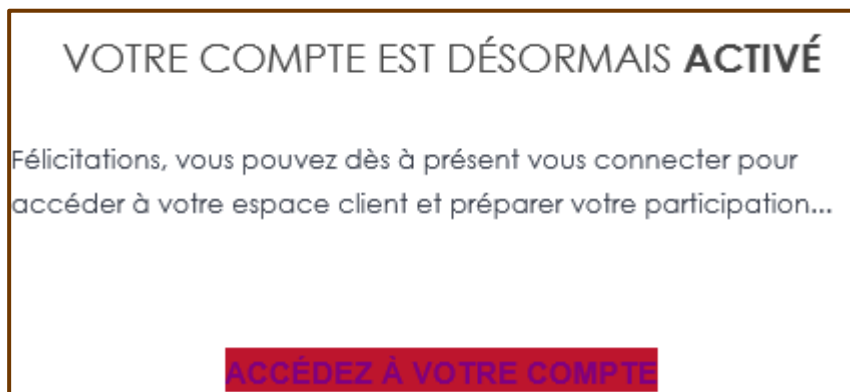 VOTRE COMPTE EST DÉSORMAIS ACTIVÉ
Félicitations, vous pouvez dès à présent vous connecter pour
accéder à votre espace client et préparer votre participation...
ACCÉDEZ À VOTRE COMPTE